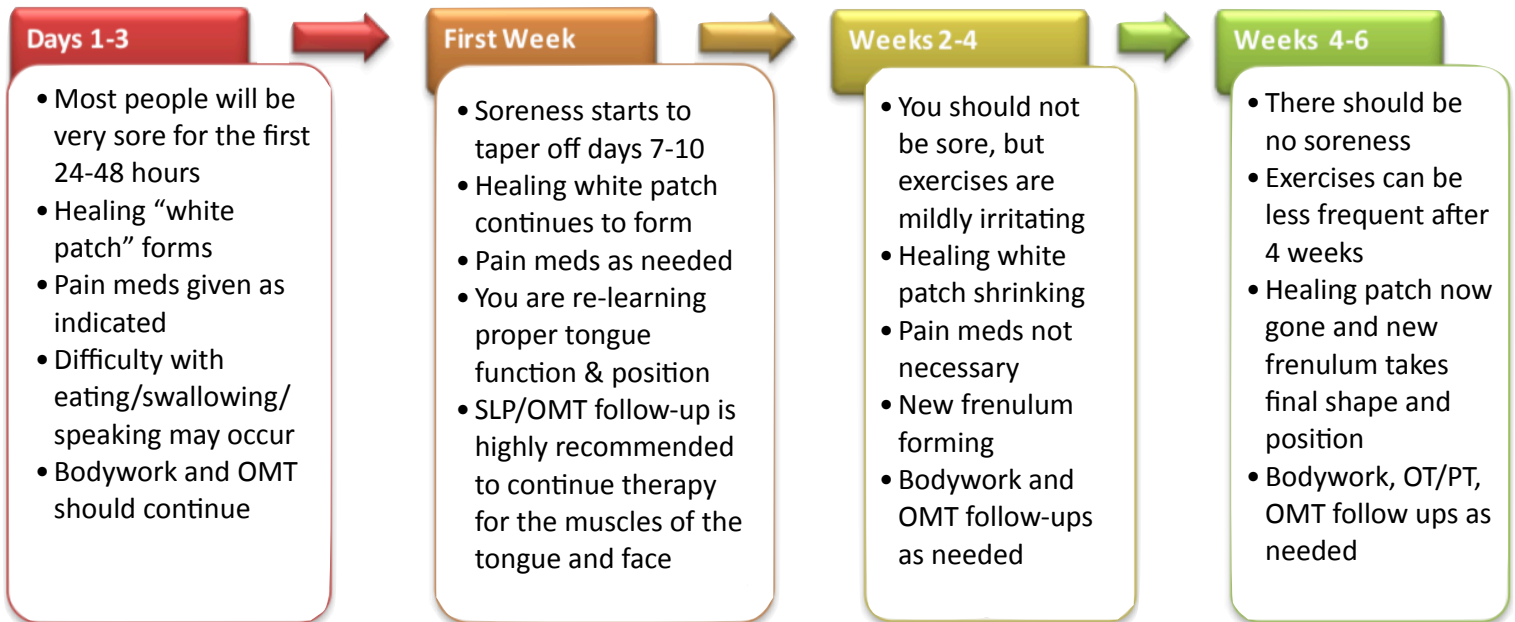 Days 1-3
• Most people will be
very sore for the first
24-48 hours
• Healing “white
patch” forms
• Pain meds given as
indicated
• Difficulty with
eating/swallowing/
speaking may occur
• Bodywork and OMT
should continue
First Week
• Soreness starts to
taper off days 7-10
• Healing white patch
continues to form
• Pain meds as needed
• You are re-learning
proper tongue
function & position
• SLP/OMT follow-up is
highly recommended
to continue therapy
for the muscles of the
tongue and face
Weeks 2-4
• You should not
be sore, but
exercises are
mildly irritating
• Healing white
patch shrinking
• Pain meds not
necessary
• New frenulum
forming
• Bodywork and
OMT follow-ups
as needed
Weeks 4-6
• There should be
no soreness
• Exercises can be
less frequent after
4 weeks
• Healing patch now
gone and new
frenulum takes
final shape and
position
• Bodywork, OT/PT,
OMT follow ups as
needed